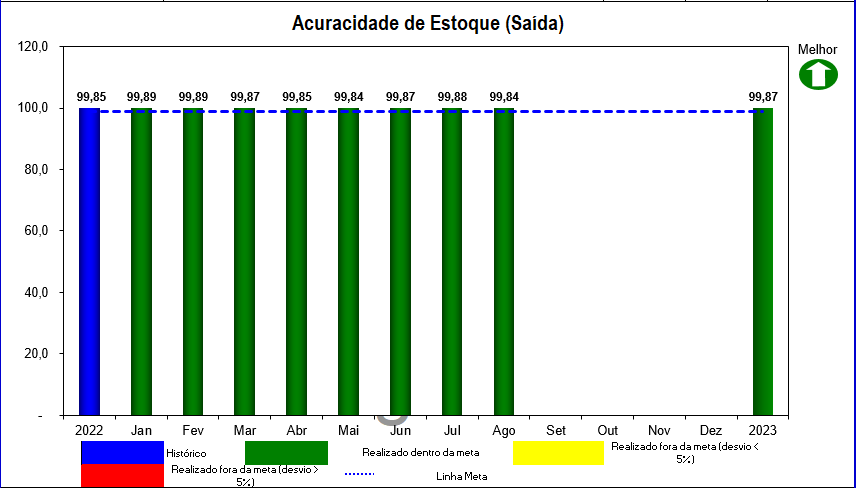 Acuracidade de Estoque (Saída)
Melhor
120,0
100,0
80,0
60,0
40,0
20,0
-
99,85 99,89 99,89 99,87 99,85 99,84 99,87 99,88 99,84 99,87
2022 Jan Fev Mar Abr Mai Jun Jul Ago Set Out Nov Dez 2023
Histórico
Realizado dentro da meta
Realizado fora da meta (desvio <
5%)
Realizado fora da meta (desvio >
5%)
Linha Meta